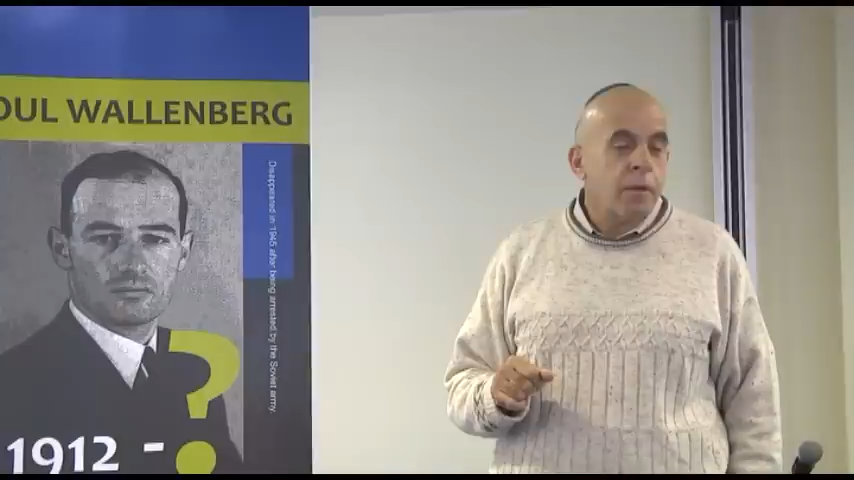 OUL WALLENBERG
Disappeared in 1945 after being arrested by the Soviet army.
1912 - ?